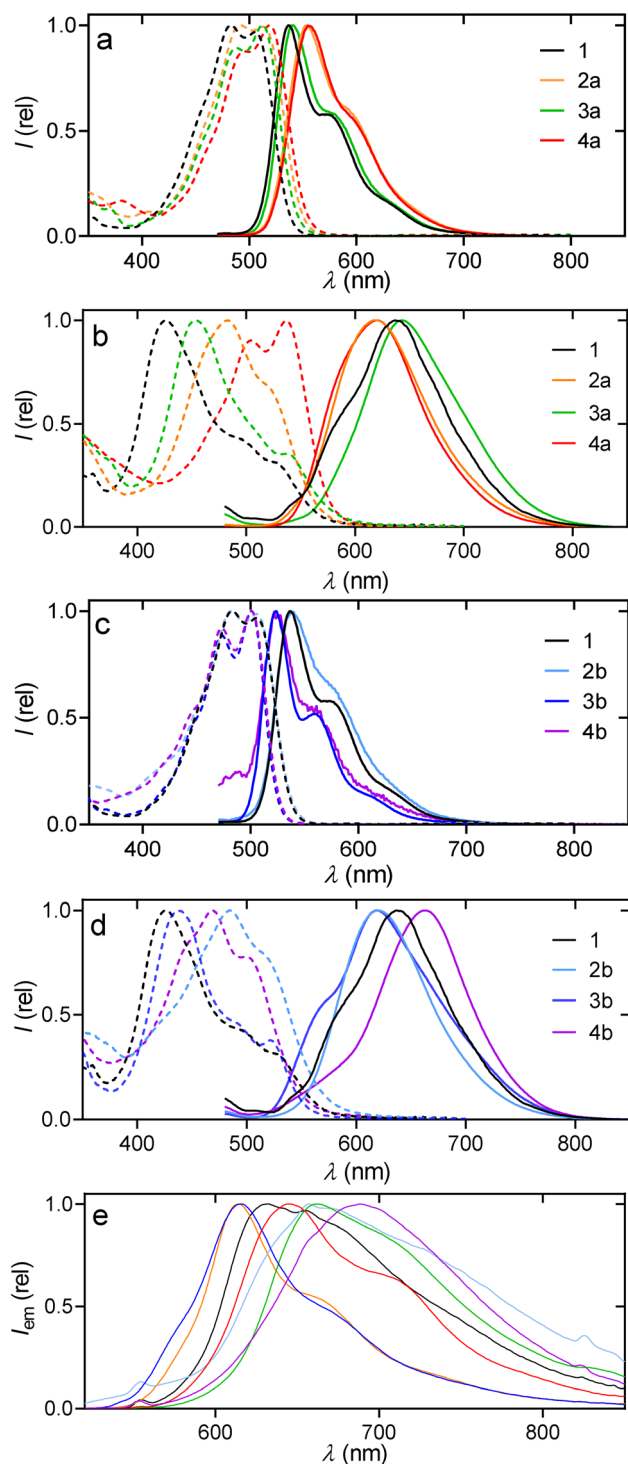 a
I (rel)
1.0
0.5
0.0
1
2a
3a
4a
400 500 600 700 800
λ (nm)
b
I (rel)
1.0
0.5
0.0
1
2a
3a
4a
400 500 600 700 800
λ (nm)
c
I (rel)
1.0
0.5
0.0
1
2b
3b
4b
400 500 600 700 800
λ (nm)
d
I (rel)
1.0
0.5
0.0
1
2b
3b
4b
400 500 600 700 800
λ (nm)
e
Iem (rel)
1.0
0.5
0.0
600 700 800
λ (nm)